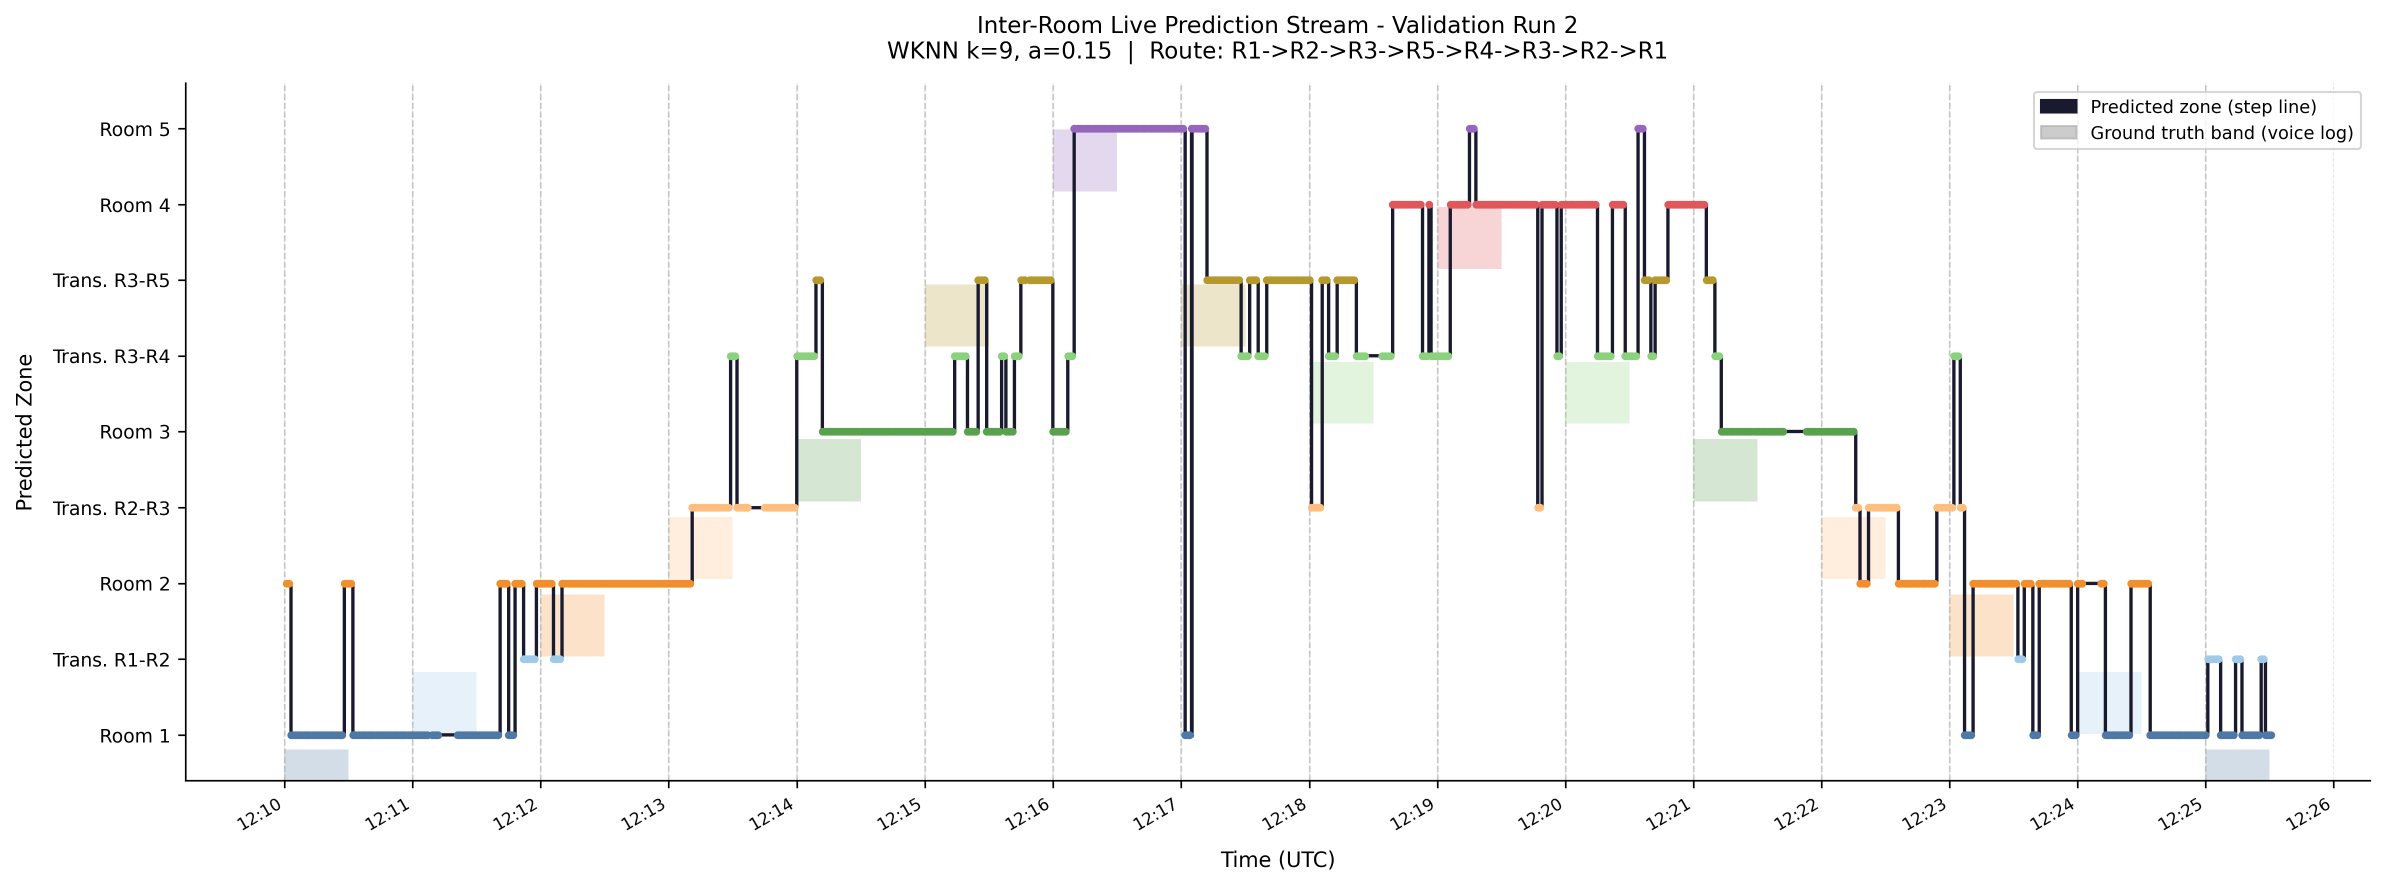 Inter-Room Live Prediction Stream - Validation Run 2
WKNN k=9, a=0.15 | Route: R1->R2->R3->R5->R4->R3->R2->R1
Predicted zone (step line)
Ground truth band (voice log)
Predicted Zone
Room 5
Room 4
Trans. R3-R5
Trans. R3-R4
Room 3
Trans. R2-R3
Room 2
Trans. R1-R2
Room 1
12:10
12:11
12:12
12:13
12:14
12:15
12:16
12:17
12:18
12:19
12:20
12:21
12:22
12:23
12:24
12:25
12:26
Time (UTC)